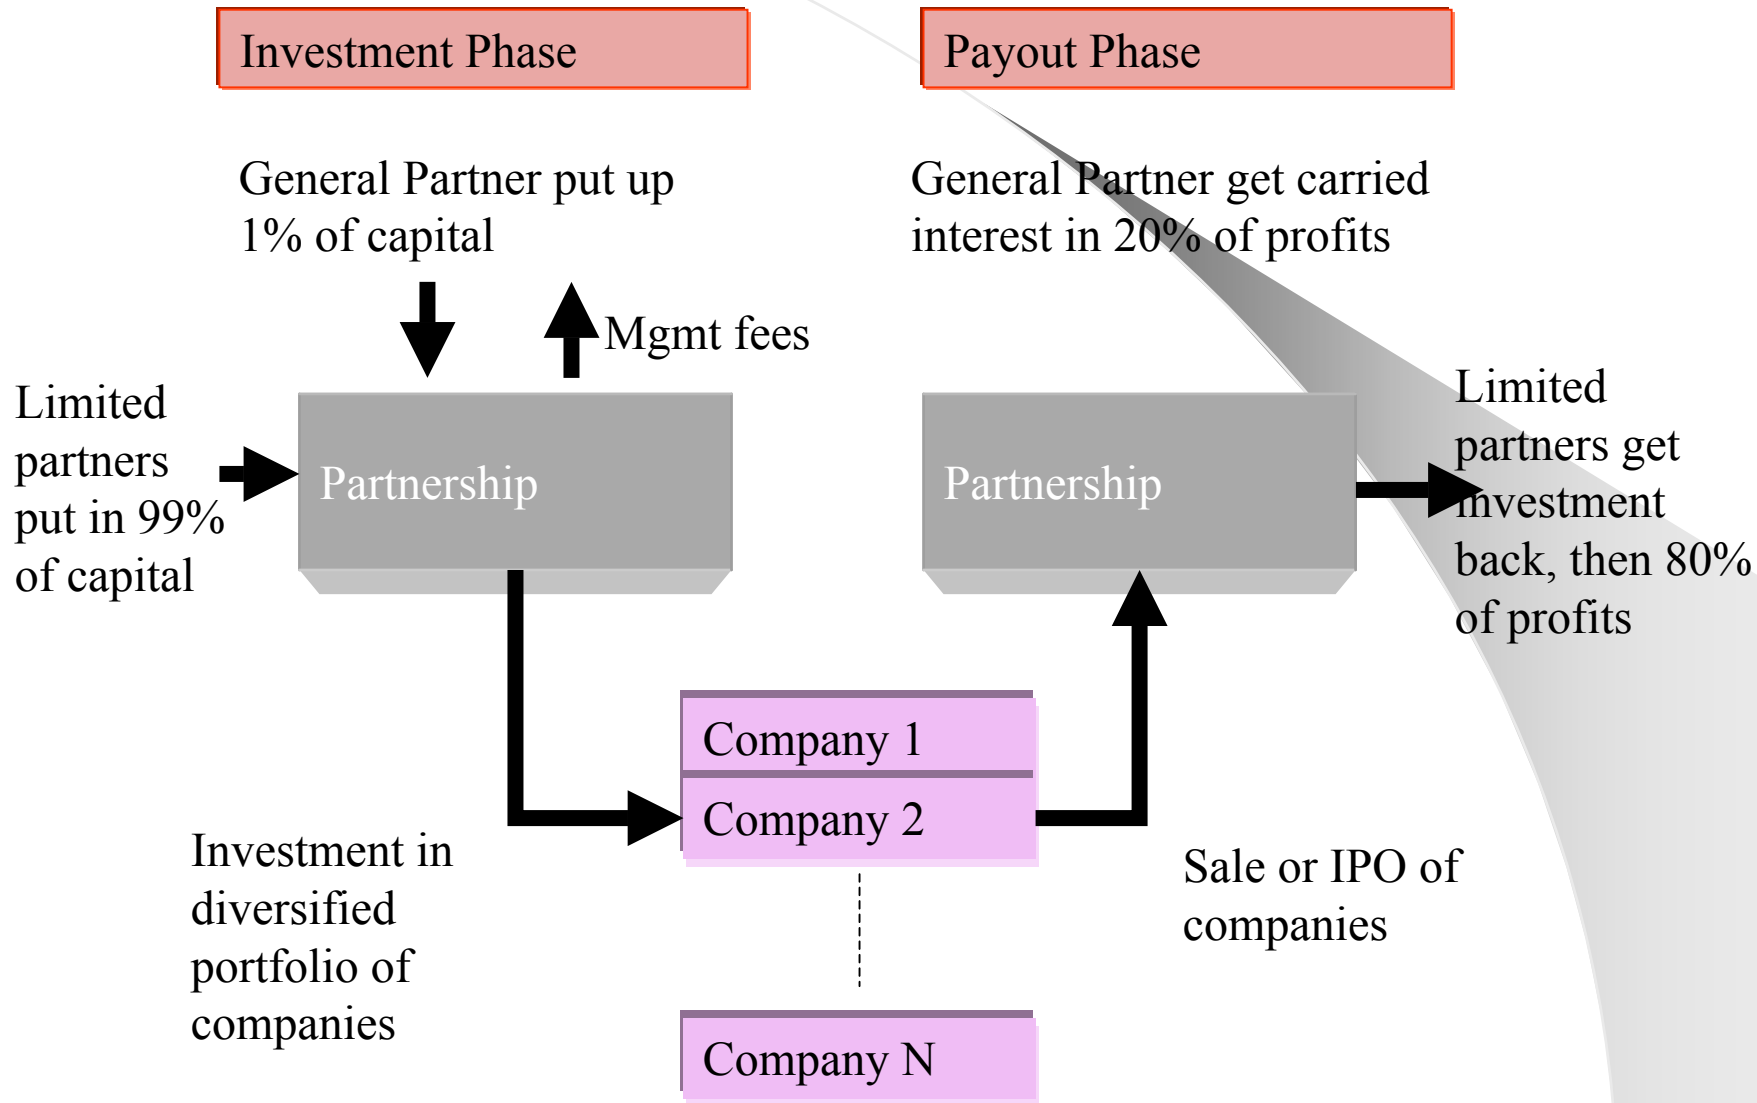 Investment Phase
Payout Phase
General Partner put up
1% of capital
General Partner get carried
interest in 20% of profits
Mgmt fees
Limited
partners
put in 99%
of capital
Partnership
Partnership
Limited
partners get
investment
back, then 80%
of profits
Company 1
Company 2
Investment in
diversified
portfolio of
companies
Sale or IPO of
companies
Company N